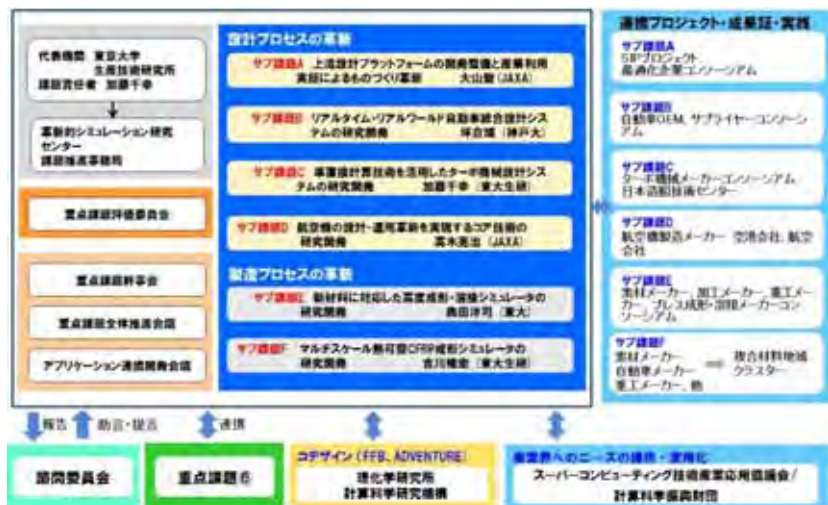 代表機関 東京大学
生産技術研究所
課題責任者 加藤千幸
革新的シミュレーション研究
センター
課題推進事務局
重点課題評価委員会
重点課題幹事会
重点課題全体推進会議
アプリケーション連携開発会議
設計プロセスの革新
サブ課題A 上流設計プラットフォームの開発整備と産業利用
実証によるものづくり革新 大山聖(JAXA)
サブ課題B リアルタイム・リアルワールド自動車統合設計シス
テムの研究開発 坪倉誠(神戸大)
サブ課題C 準直接計算技術を活用したターボ機械設計シス
テムの研究開発 加藤千幸(東大生研)
サブ課題D 航空機の設計・運用革新を実現するコア技術の
研究開発 高木亮治(JAXA)
製造プロセスの革新
サブ課題E 新材料に対応した高度成形・溶接シミュレータの
研究開発 奥田洋司(東大)
サブ課題F マルチスケール熱可塑CFRP成形シミュレータの
研究開発 吉川暢宏(東大生研)
連携プロジェクト・成果証・実践
サブ課題A
SIPプロジェクト
最適化企業コンソーシアム
サブ課題B
自動車OEM、サプライヤーコンソーシ
アム
サブ課題C
ターボ機械メーカーコンソーシアム
日本造船技術センター
サブ課題D
航空機製造メーカー 空港会社、航空
会社
サブ課題E
素材メーカー、加工メーカー、重工メー
カー、プレス成形・溶接メーカーコン
ソーシアム
サブ課題F
素材メーカー
自動車メーカー
重工メーカー、他
複合材料地域
クラスター
報告
助言・提言
連携
諮問委員会
重点課題⑥
コデザイン(FFB、ADVENTURE)
理化学研究所
計算科学研究機構
産業界へのニーズの提供・実用化
スーパーコンピューティング技術産業応用協議会/
計算科学振興財団